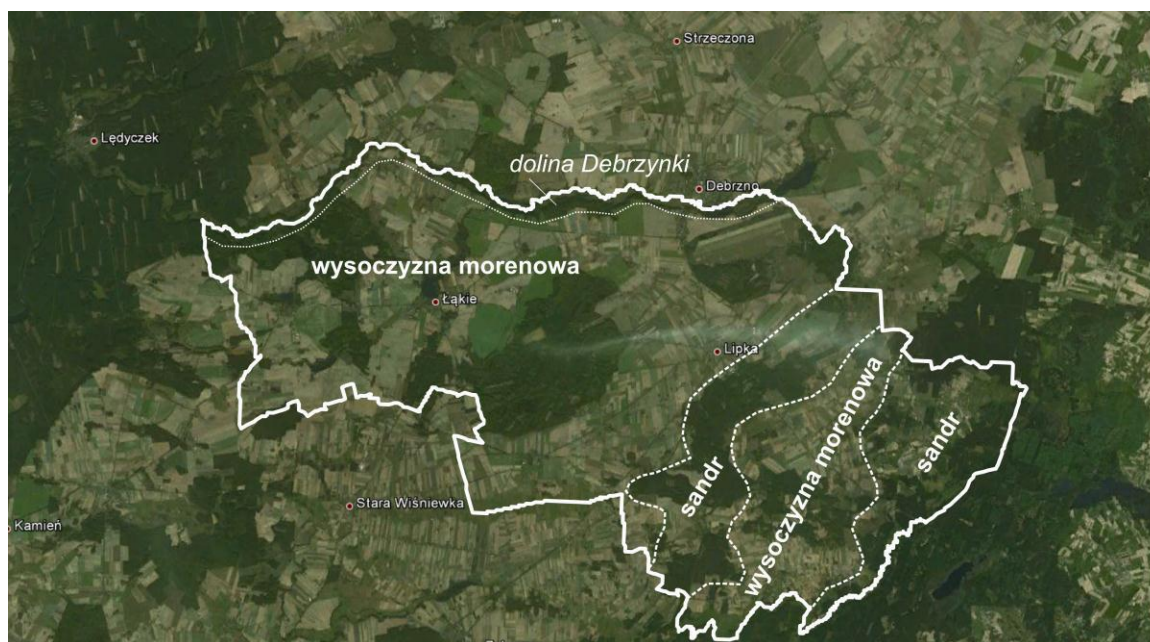 Strzeczona
Lędyczek
dolina Debrzynki
Debrzno
wysoczyzna morenowa
Łąkie
Lipka
sandr
wysoczyzna morenowa
sandr
Stara Wiśniewka
Kamień